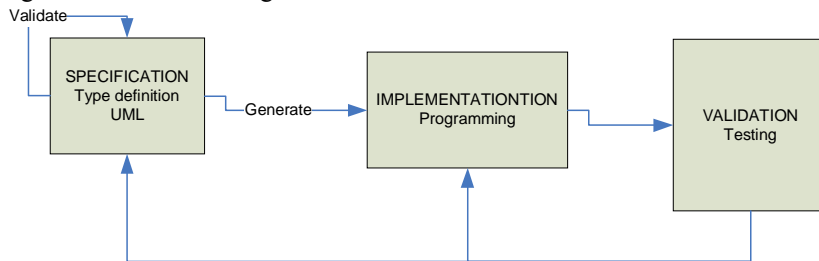 Validate
SPECIFICATION
Type definition
UML
Generate
IMPLEMENTATIONTION
Programming
VALIDATION
Testing